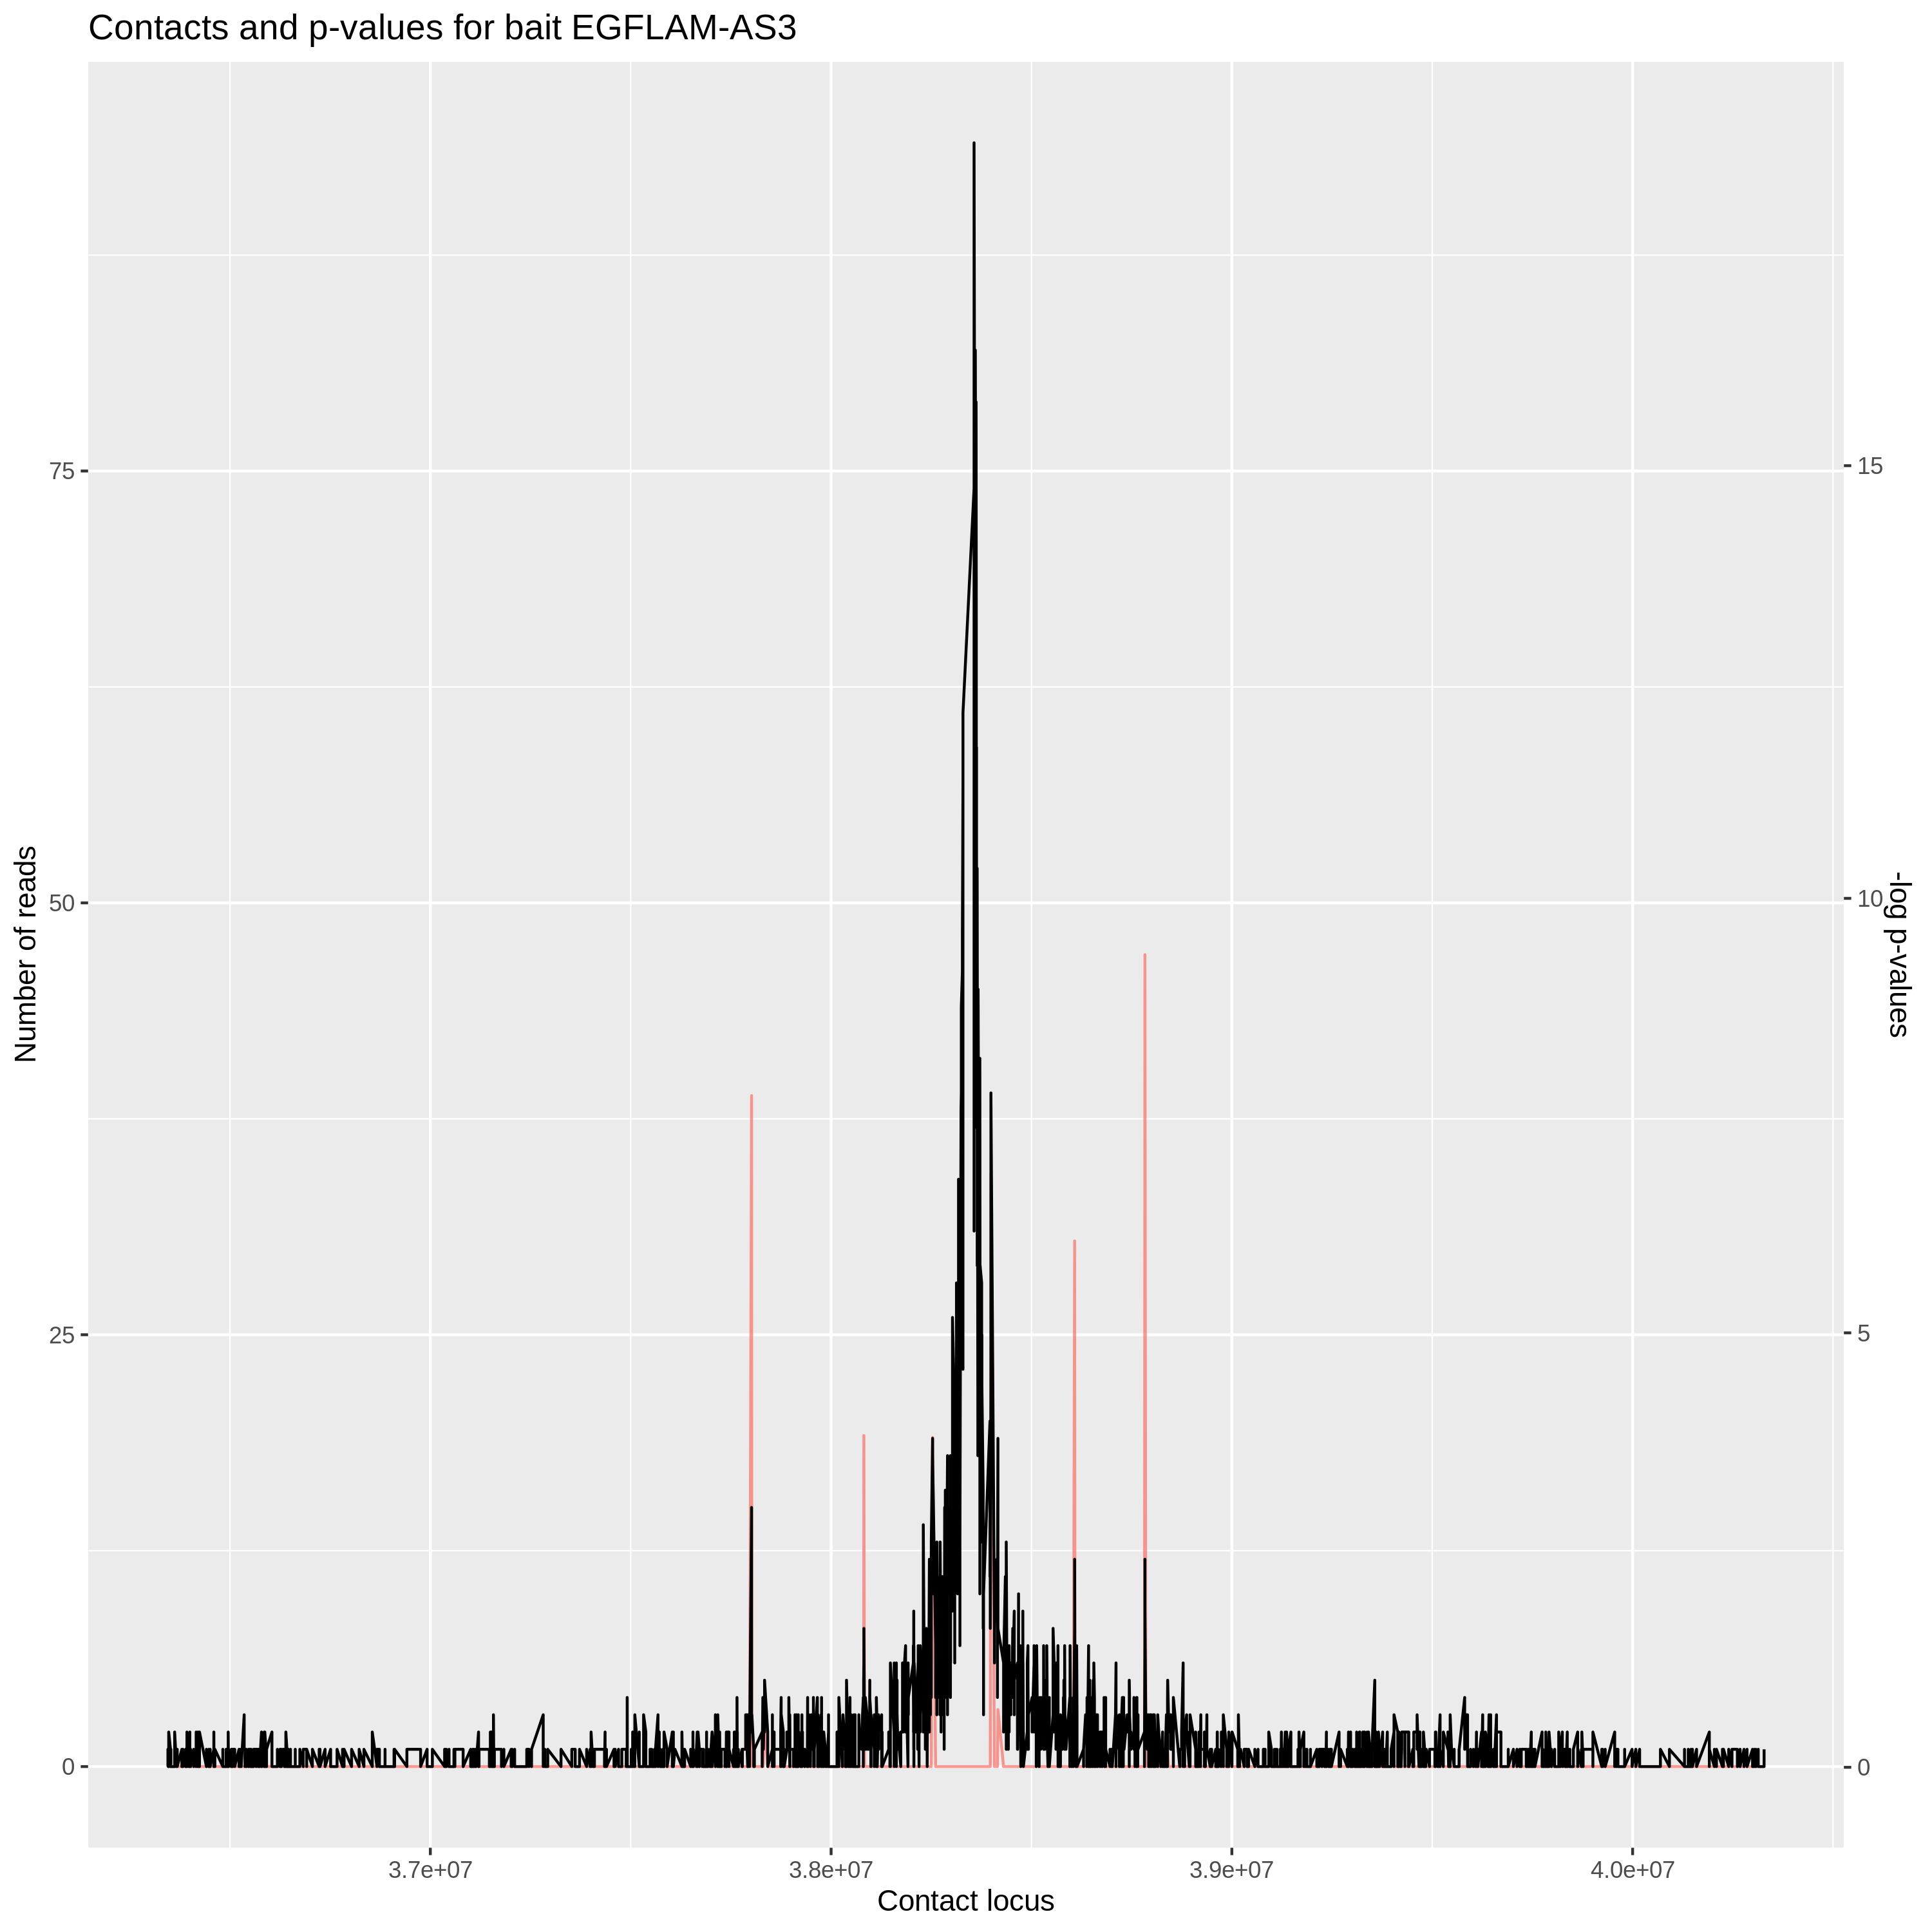 Contacts and p-values for bait EGFLAM-AS3
75
50
25
0
15
10
5
0
Number of reads
-log p-values
3.7e+07
3.8e+07
3.9e+07
4.0e+07
Contact locus